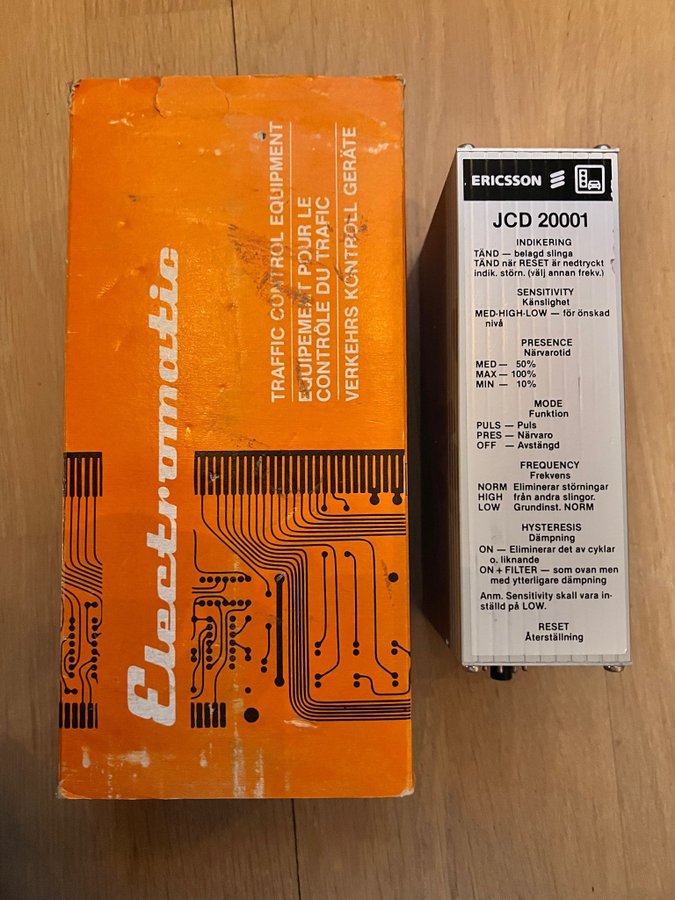 Electromatic
TRAFFIC CONTROL EQUIPMENT
EQUIPEMENT POUR LE
CONTRÔLE DU TRAFIC
VERKEHRS KONTROLL GERÄTE
ERICSSON
JCD 20001
INDIKERING
TÄND — belagd slinga
TÄND när RESET är nedtryckt
indik. störn. (välj annan frekv.)
SENSITIVITY
Känslighet
MED-HIGH-LOW — för önskad
nivå
PRESENCE
Närvarotid
MED — 50%
MAX — 100%
MIN — 10%
MODE
Funktion
PULS — Puls
PRES — Närvaro
OFF — Avstängd
FREQUENCY
Frekvens
NORM Eliminerar störningar
HIGH från andra slingor.
LOW Grundinst. NORM
HYSTERESIS
Dämpning
ON — Eliminerar det av cyklar
o. liknande
ON + FILTER — som ovan men
med ytterligare dämpning
Anm. Sensitivity skall vara in-
ställd på LOW.
RESET
Återställning